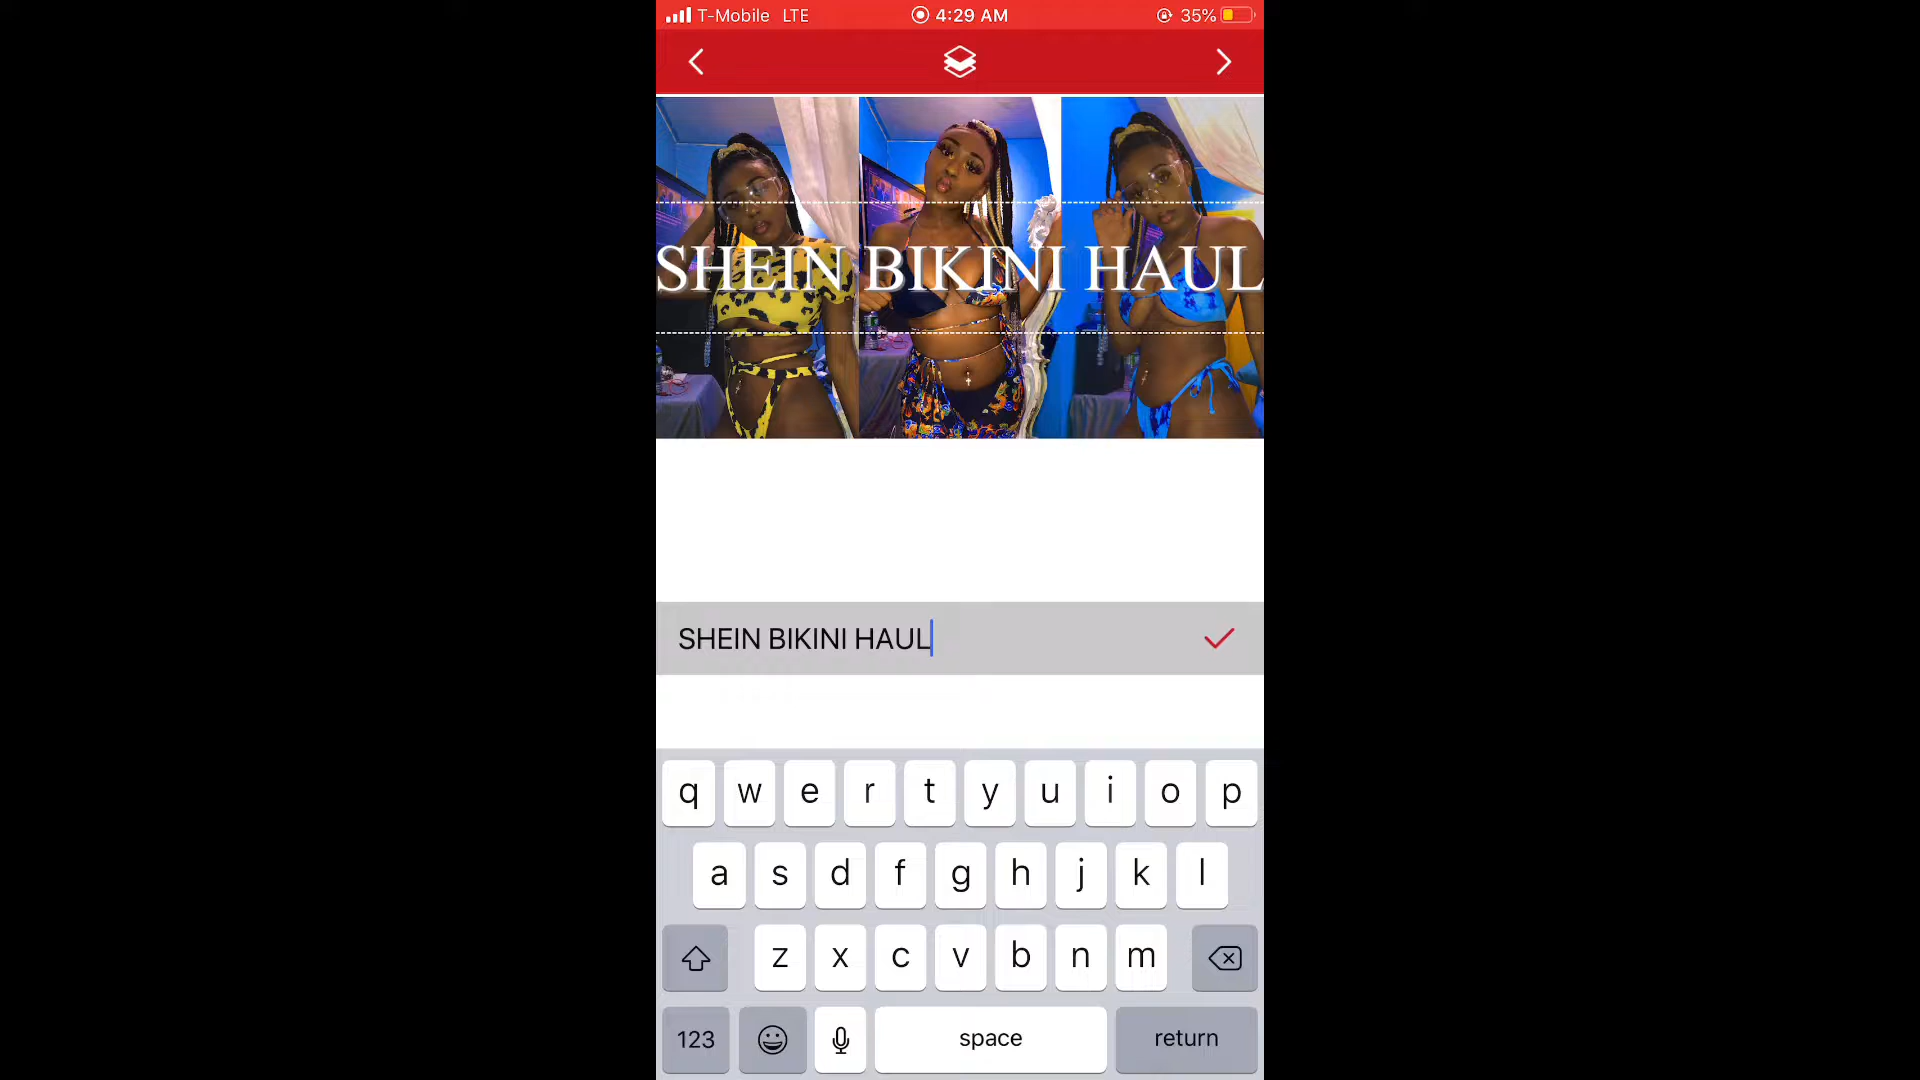 T-Mobile LTE 4:29 AM 35%
SHEIN BIKINI HAUL
SHEIN BIKINI HAUL
q w e r t y u i o p
a s d f g h j k l
z x c v b n m
123 space return